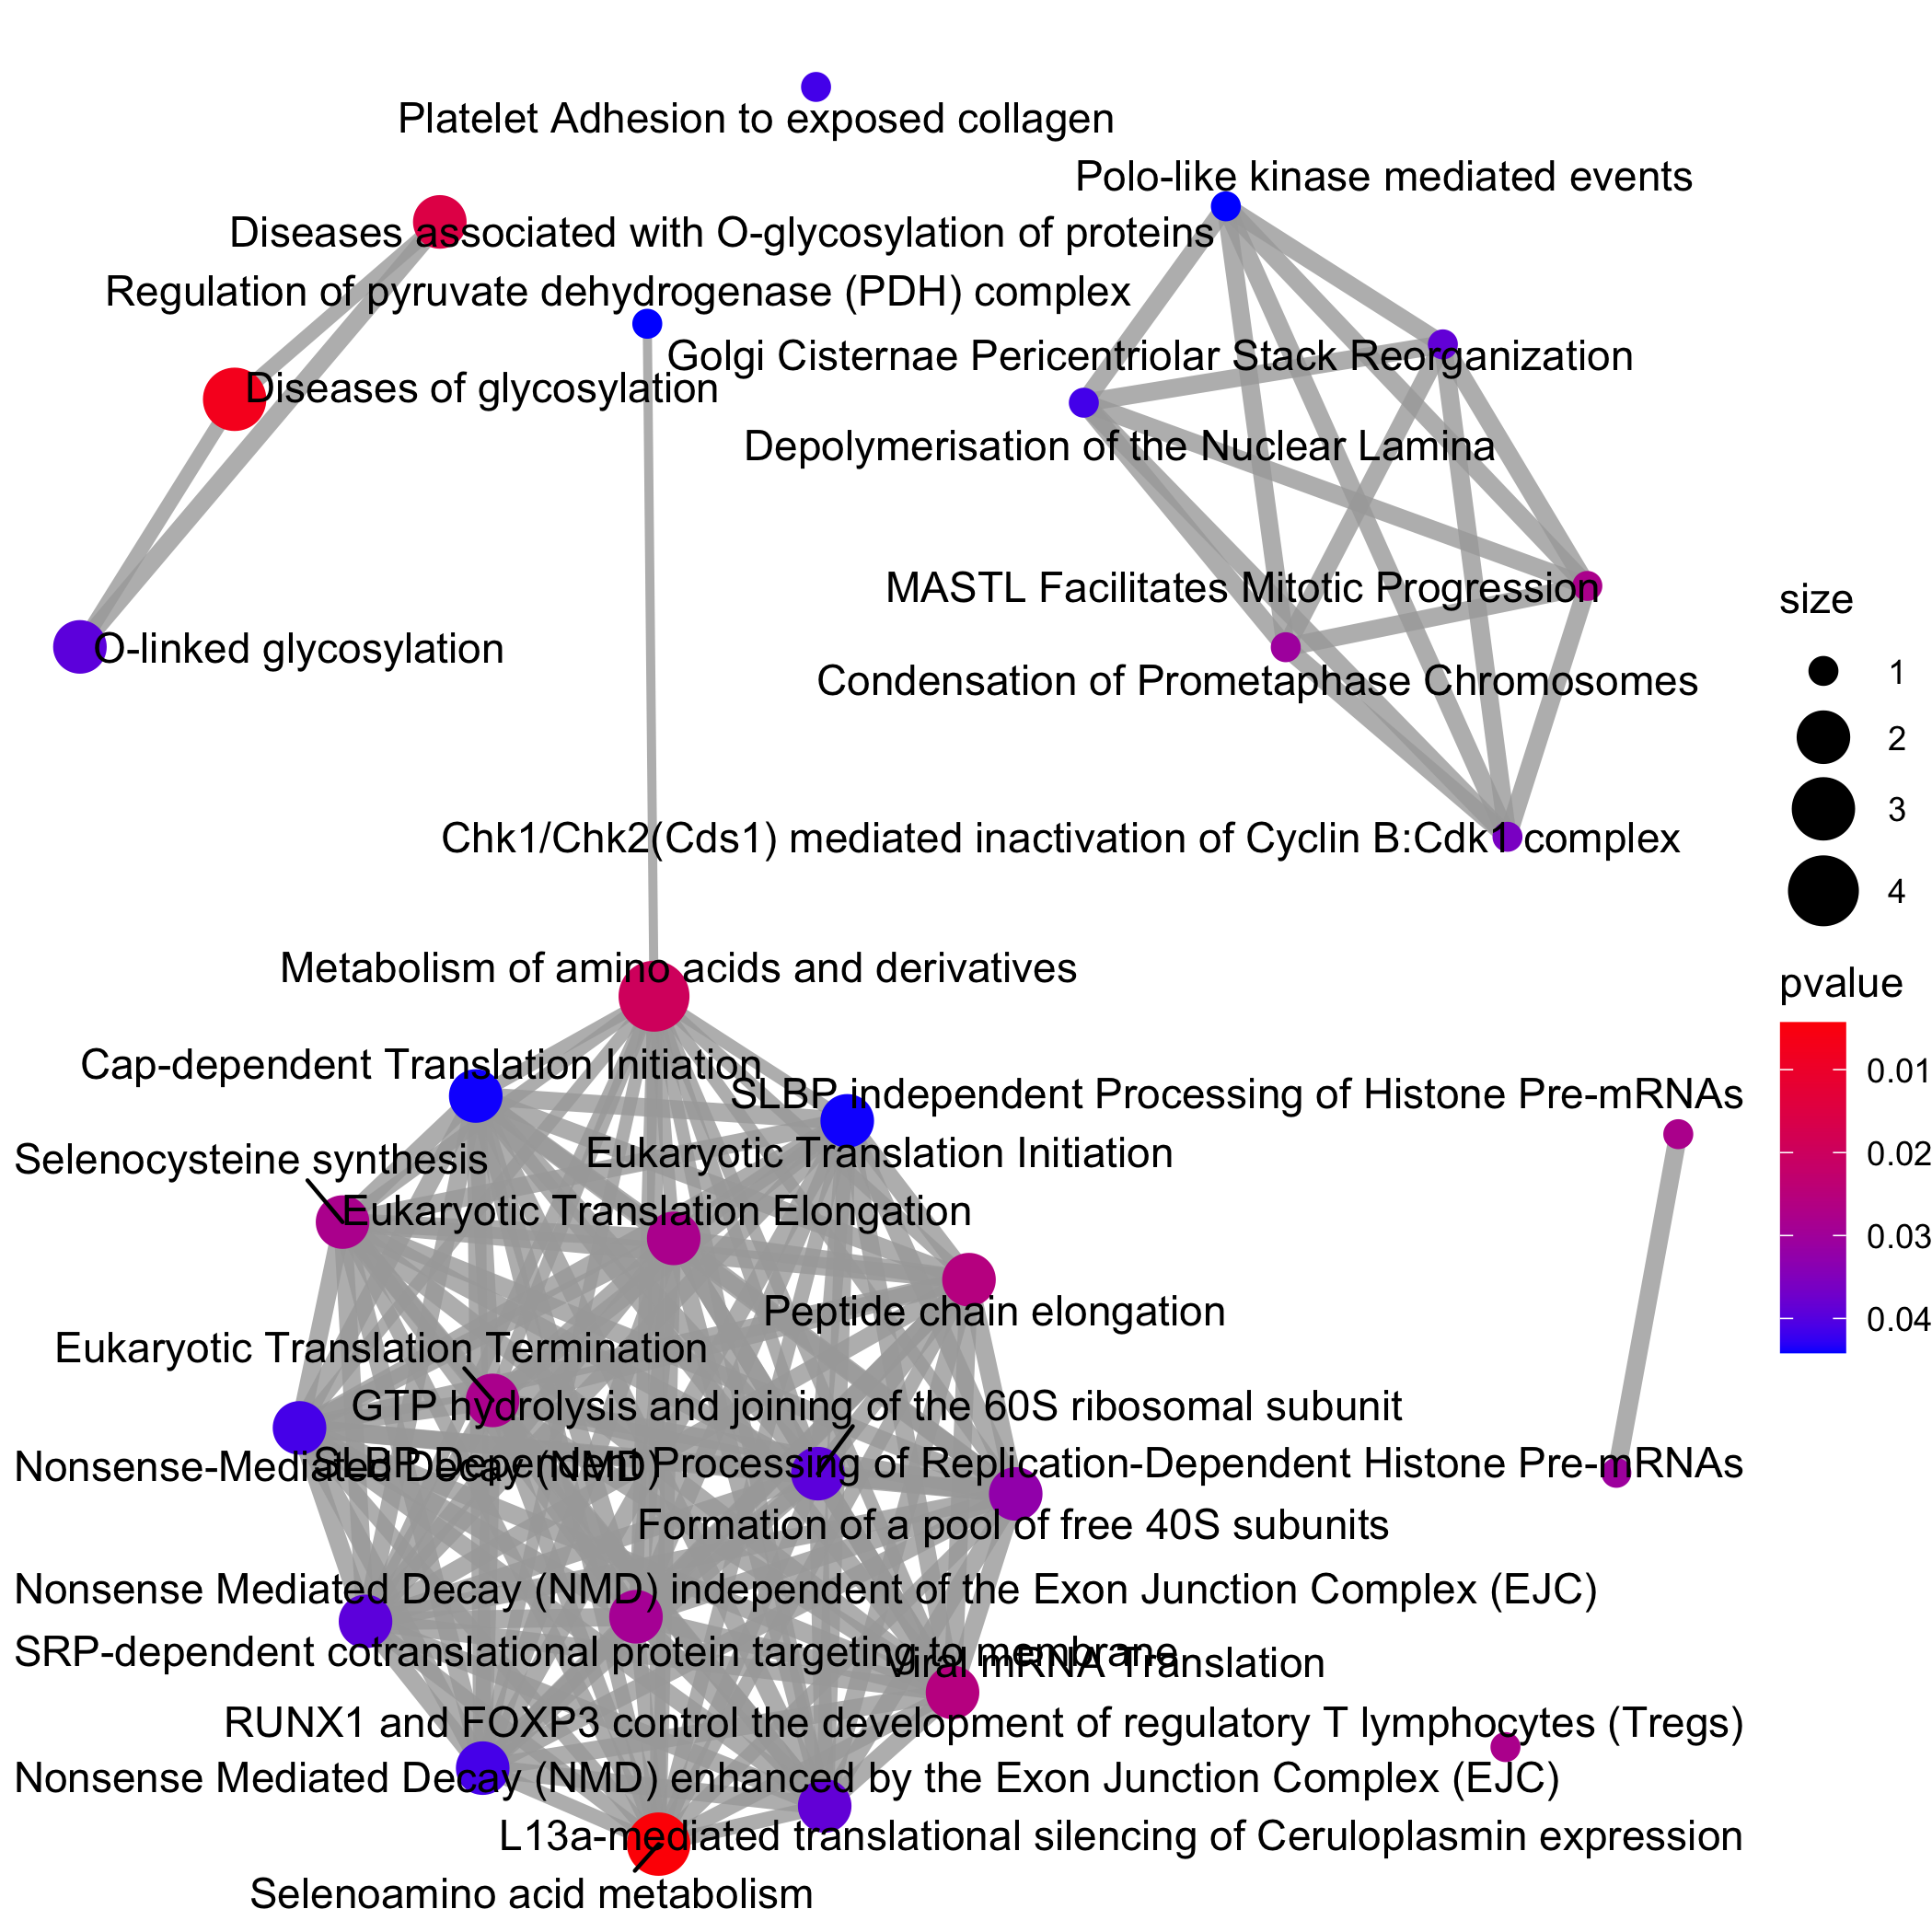 Platelet Adhesion to exposed collagen
Polo-like kinase mediated events
Diseases associated with O-glycosylation of proteins
Regulation of pyruvate dehydrogenase (PDH) complex
Golgi Cisternae Pericentriolar Stack Reorganization
Diseases of glycosylation
Depolymerisation of the Nuclear Lamina
MASTL Facilitates Mitotic Progression
O-linked glycosylation
Condensation of Prometaphase Chromosomes
Chk1/Chk2(Cds1) mediated inactivation of Cyclin B:Cdk1 complex
Metabolism of amino acids and derivatives
Cap-dependent Translation Initiation
SLBP independent Processing of Histone Pre-mRNAs
Eukaryotic Translation Initiation
Selenocysteine synthesis
Eukaryotic Translation Elongation
Peptide chain elongation
Eukaryotic Translation Termination
GTP hydrolysis and joining of the 60S ribosomal subunit
SLBP Dependent Processing of Replication-Dependent Histone Pre-mRNAs
Nonsense-Mediated Decay (NMD)
Formation of a pool of free 40S subunits
Nonsense Mediated Decay (NMD) independent of the Exon Junction Complex (EJC)
SRP-dependent cotranslational protein targeting to membrane
Viral mRNA Translation
RUNX1 and FOXP3 control the development of regulatory T lymphocytes (Tregs)
Nonsense Mediated Decay (NMD) enhanced by the Exon Junction Complex (EJC)
L13a-mediated translational silencing of Ceruloplasmin expression
Selenoamino acid metabolism
size
1
2
3
4
pvalue
0.01
0.02
0.03
0.04